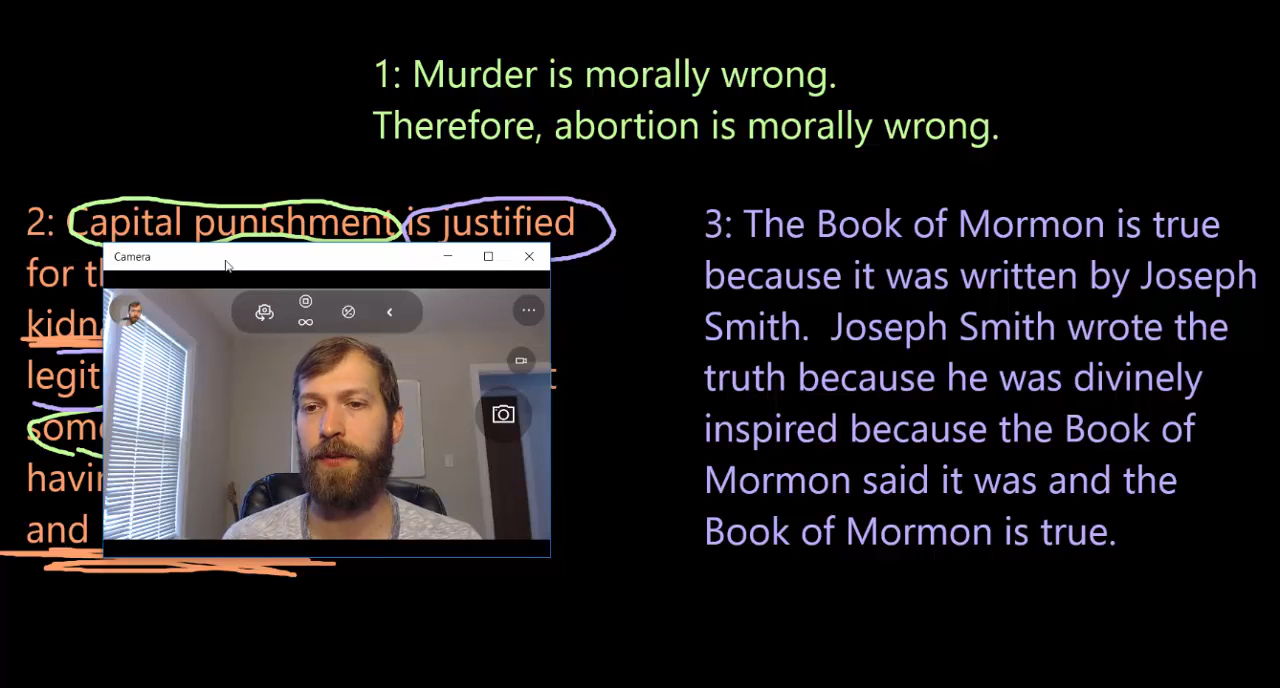 1: Murder is morally wrong.
Therefore, abortion is morally wrong.
2: Capital punishment is justified
for
legit
having
and
Camera
3: The Book of Mormon is true
because it was written by Joseph
Smith. Joseph Smith wrote the
truth because he was divinely
inspired because the Book of
Mormon said it was and the
Book of Mormon is true.